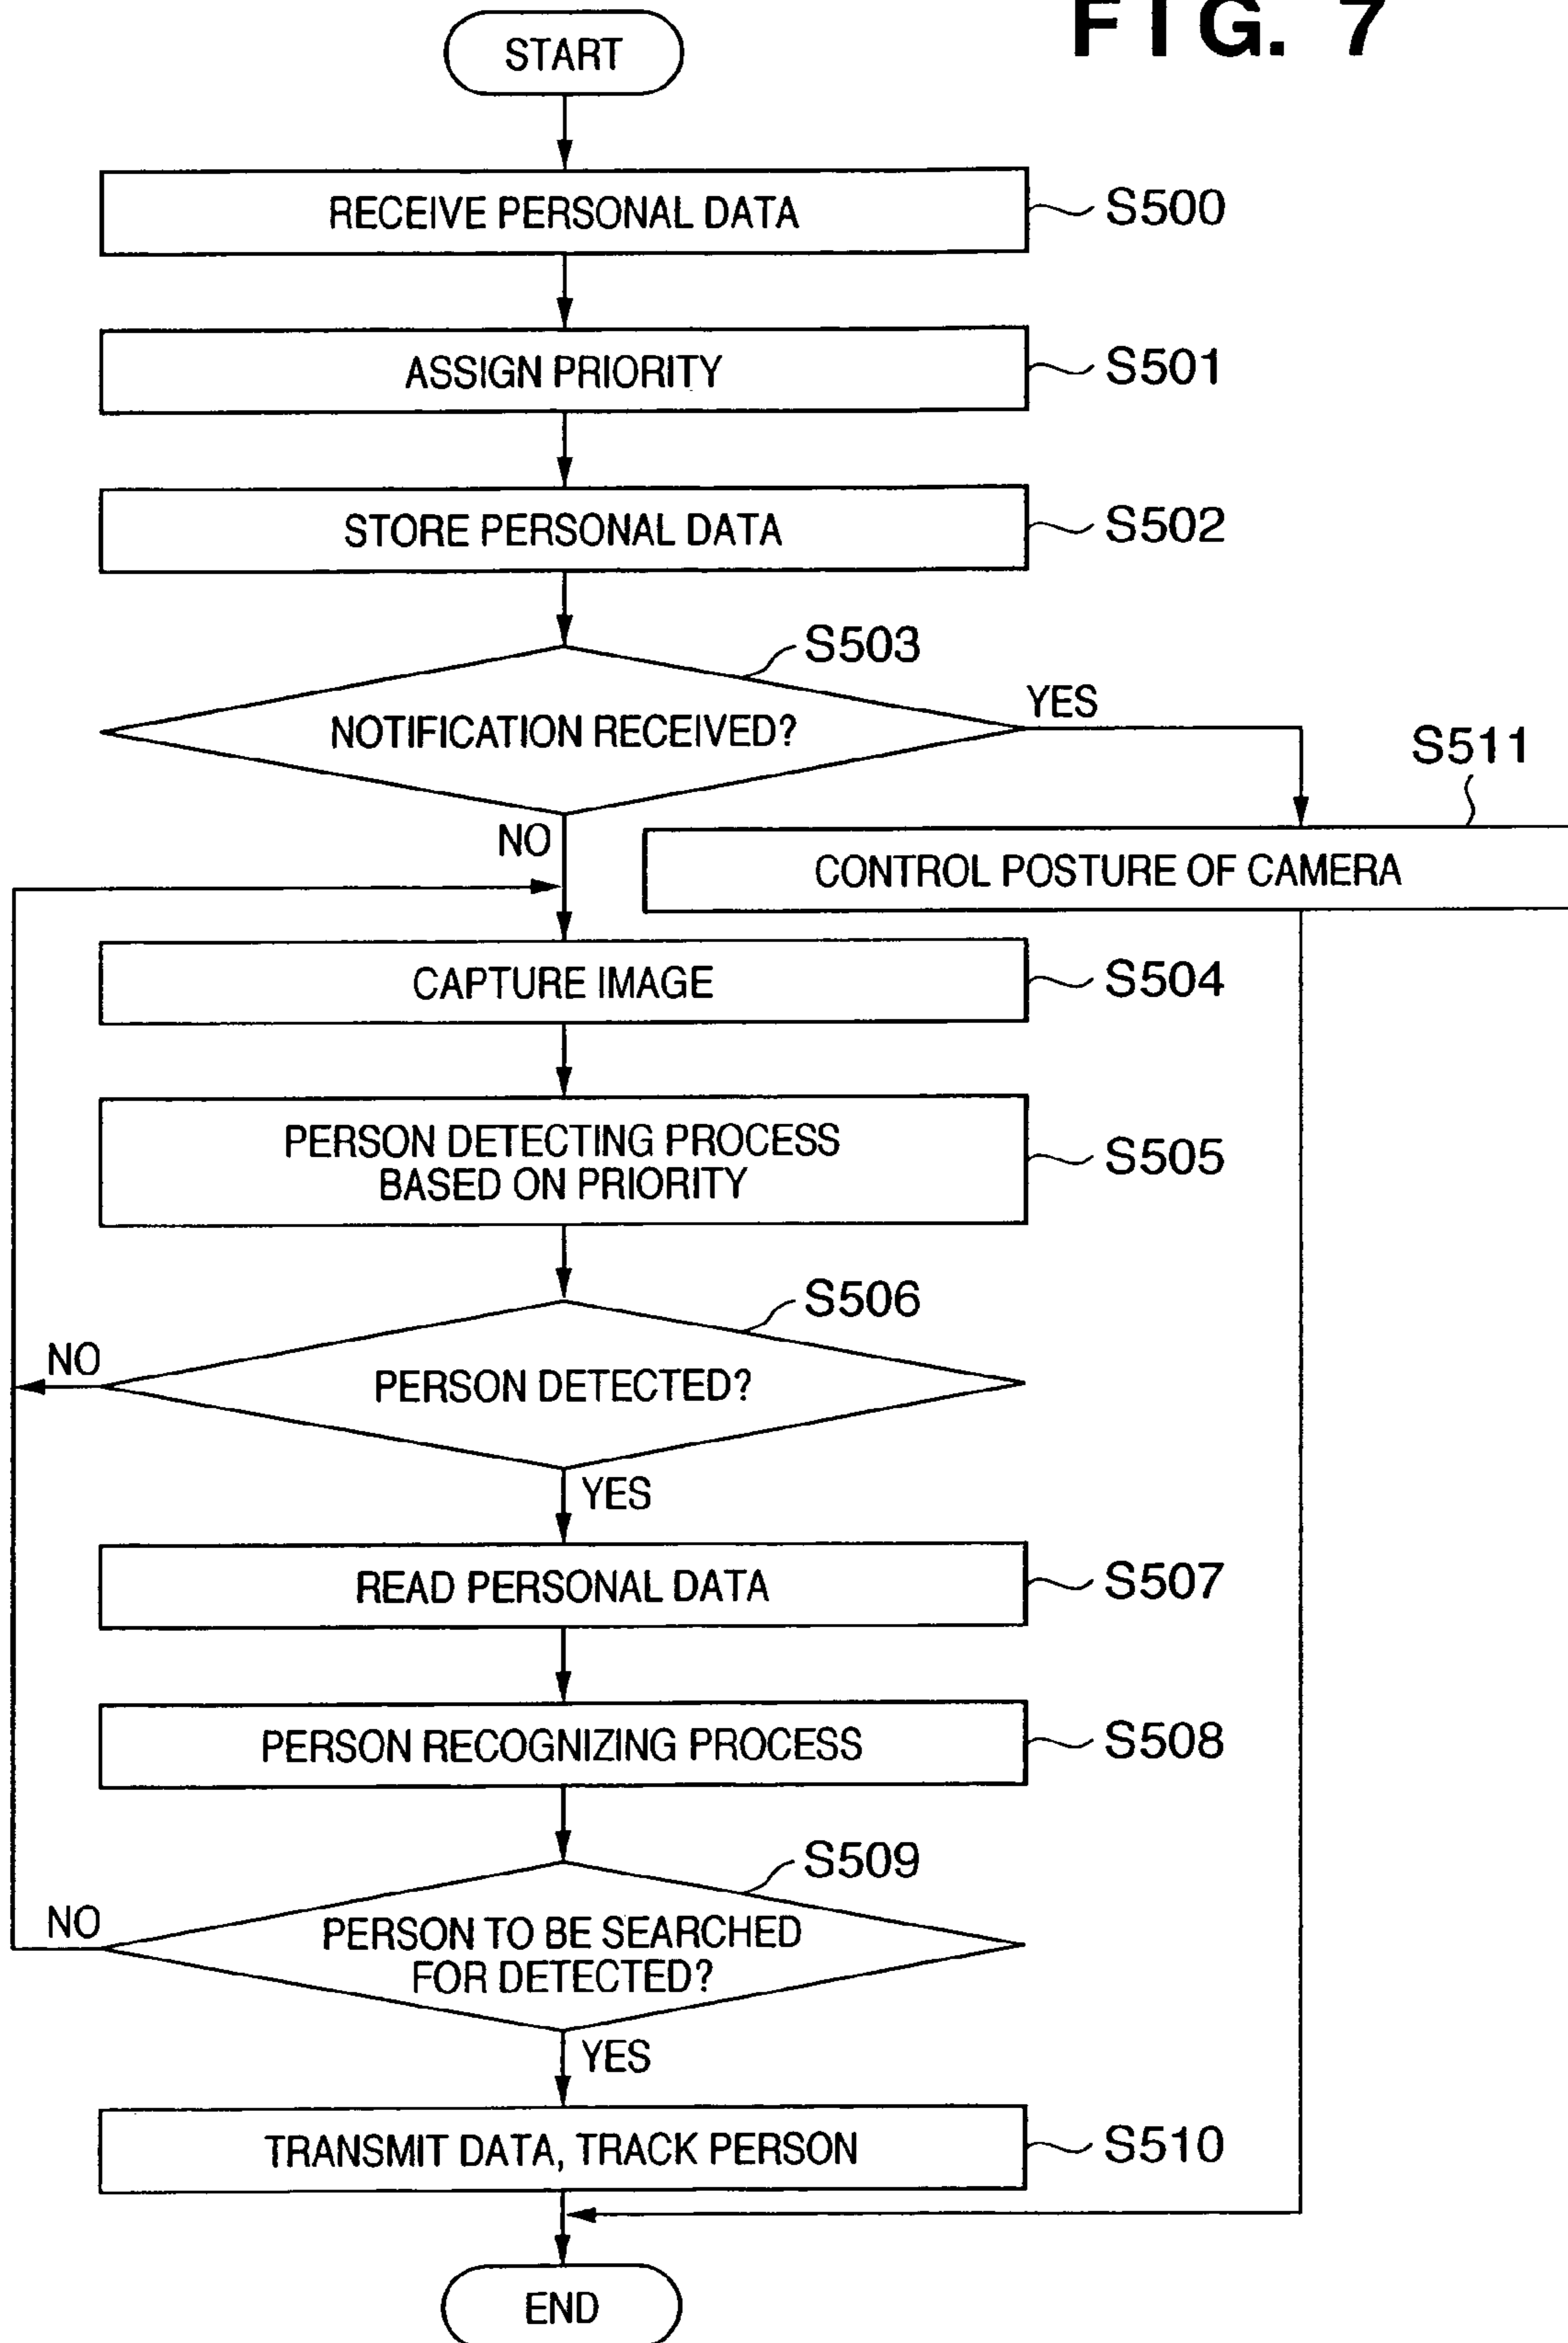 FIG. 7
START
RECEIVE PERSONAL DATA
S500
ASSIGN PRIORITY
S501
STORE PERSONAL DATA
S502
S503
NOTIFICATION RECEIVED?
YES
S511
NO
CONTROL POSTURE OF CAMERA
CAPTURE IMAGE
S504
PERSON DETECTING PROCESS
BASED ON PRIORITY
S505
S506
NO
PERSON DETECTED?
YES
READ PERSONAL DATA
S507
PERSON RECOGNIZING PROCESS
S508
S509
NO
PERSON TO BE SEARCHED
FOR DETECTED?
YES
TRANSMIT DATA, TRACK PERSON
S510
END